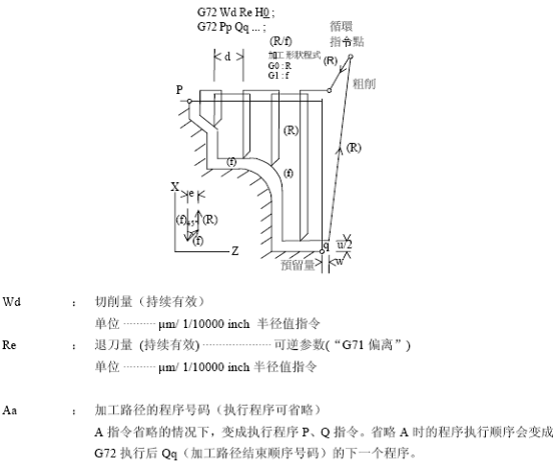 G72 Wd Re H0 ;
G72 Pp Qq ... ;
循環
指令點
(R/f)
加工形狀程式
G0 : R
G1 : f
d
(R)
粗削
P
(R)
(R)
(f)
(f)
X
e
(f)
45°
(R)
(f)
Z
q
u/2
預留量
w
Wd : 切削量（持续有效）
单位 ·········· μm/ 1/10000 inch 半径值指令
Re : 退刀量 (持续有效) ····················· 可逆参数(“G71 偏离”)
单位 ·········· μm/ 1/10000 inch 半径值指令
Aa : 加工路径的程序号码（执行程序可省略）
A 指令省略的情况下，变成执行程序 P、Q 指令。省略 A 时的程序执行顺序会变成
G72 执行后 Qq（加工路径结束顺序号码）的下一个程序。